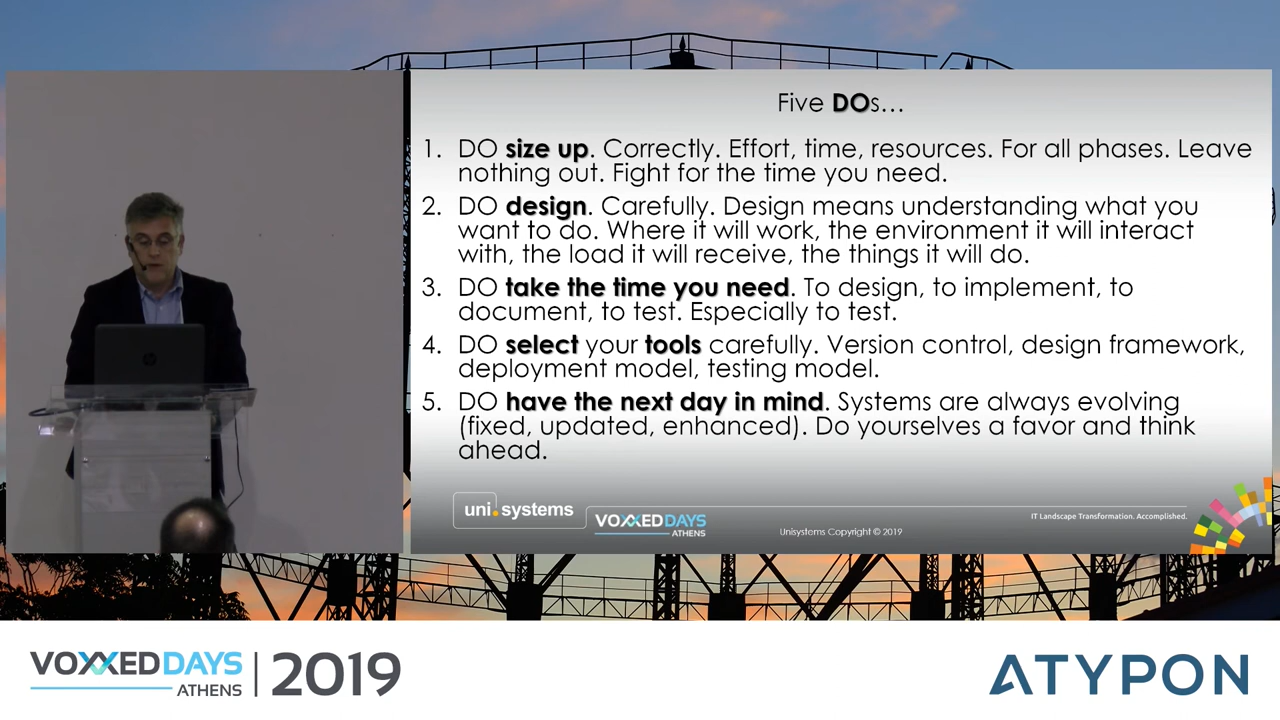 Five DOs...
1. DO size up. Correctly. Effort, time, resources. For all phases. Leave
nothing out. Fight for the time you need.
2. DO design. Carefully. Design means understanding what you
want to do. Where it will work, the environment it will interact
with, the load it will receive, the things it will do.
3. DO take the time you need. To design, to implement, to
document, to test. Especially to test.
4. DO select your tools carefully. Version control, design framework,
deployment model, testing model.
5. DO have the next day in mind. Systems are always evolving
(fixed, updated, enhanced). Do yourselves a favor and think
ahead.
uni.systems
VOXXED DAYS
ATHENS
Unisystems Copyright © 2019
IT Landscape Transformation. Accomplished.
VOXXED DAYS
ATHENS
2019
ATYPON